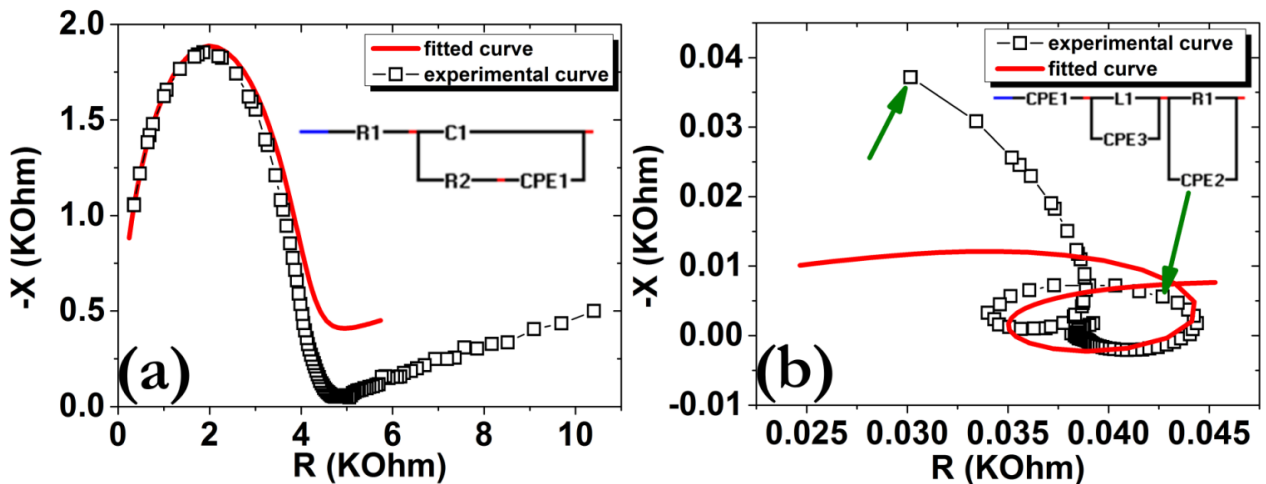 (a)
fitted curve
experimental curve
R1
C1
R2
CPE1
2.0
1.5
1.0
0.5
0.0
-X (KOhm)
0 2 4 6 8 10
R (KOhm)
(b)
experimental curve
fitted curve
CPE1
L1
R1
CPE3
CPE2
0.04
0.03
0.02
0.01
0.00
-0.01
-X (KOhm)
0.025 0.030 0.035 0.040 0.045
R (KOhm)